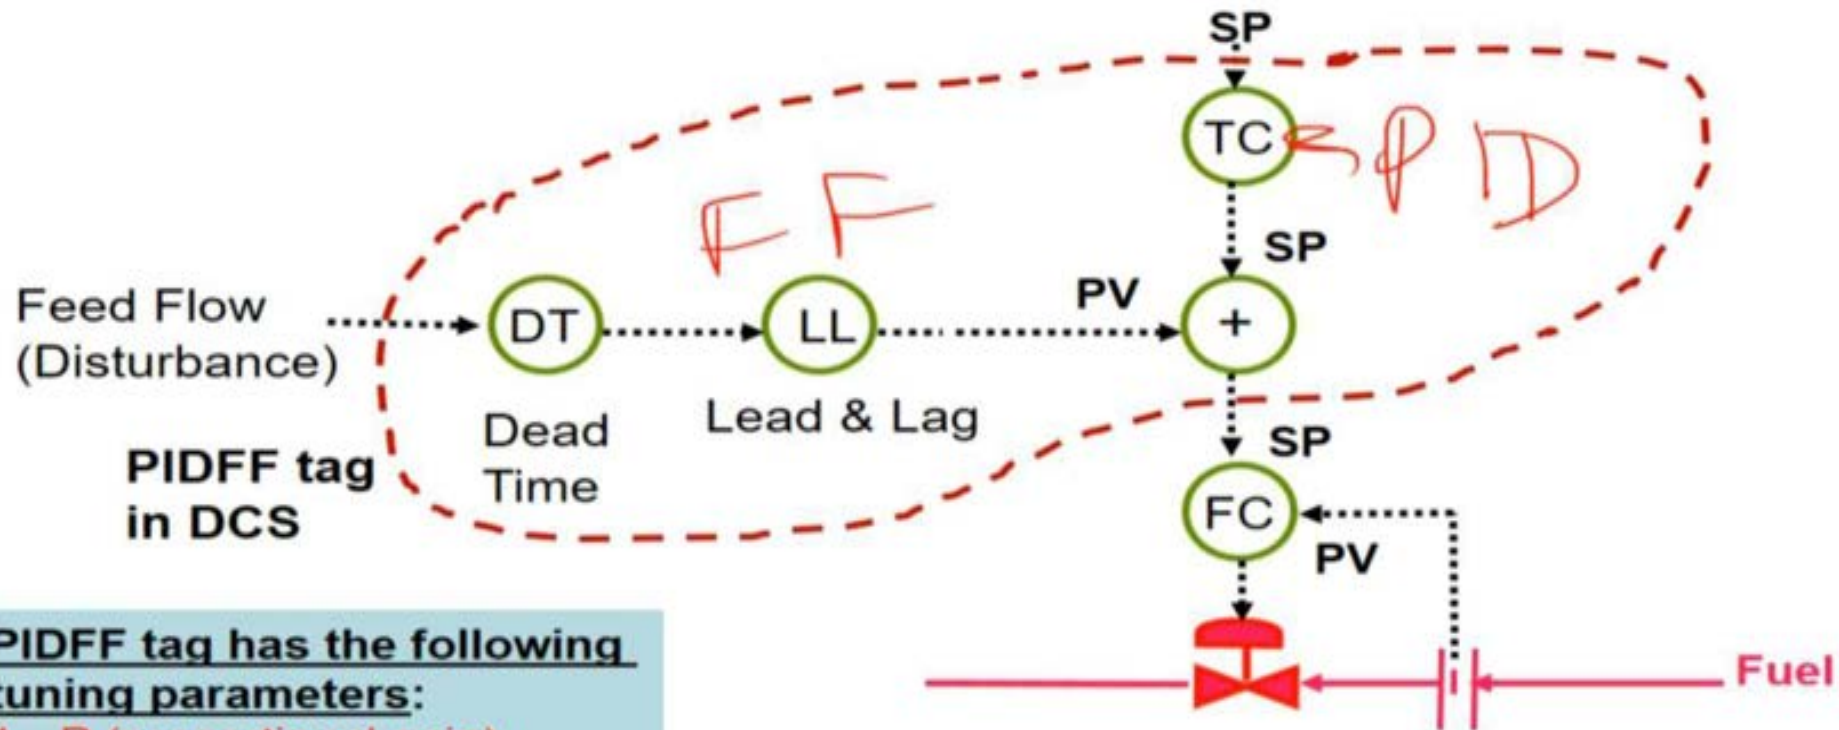 SP
TC
PID
FF
SP
Feed Flow
(Disturbance)
DT
LL
PV
+
Dead
Time
Lead & Lag
SP
PIDFF tag
in DCS
FC
PV
PIDFF tag has the following
tuning parameters:
Fuel